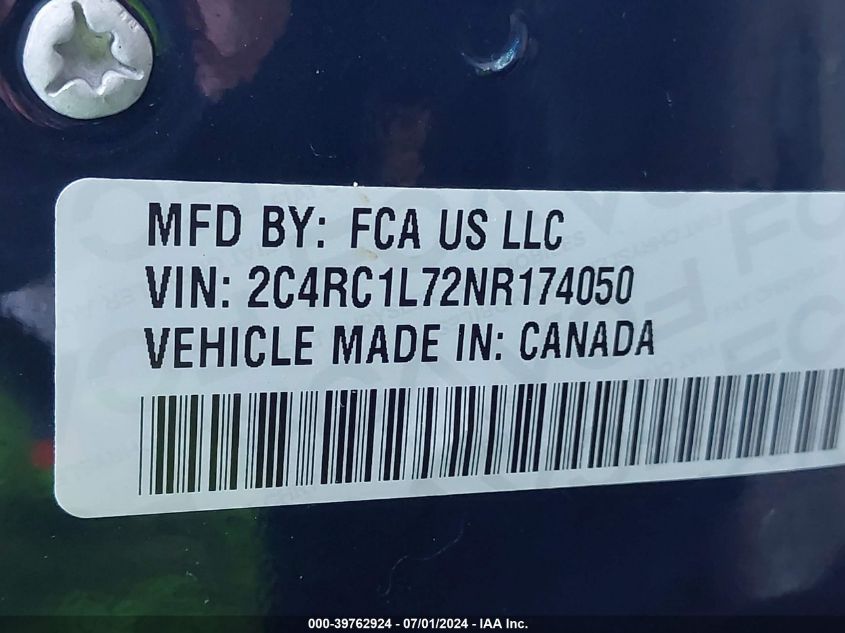 MFD BY: FCA US LLC
VIN: 2C4RC1L72NR174050
VEHICLE MADE IN: CANADA
000-39762924 - 07/01/2024 - IAA Inc.